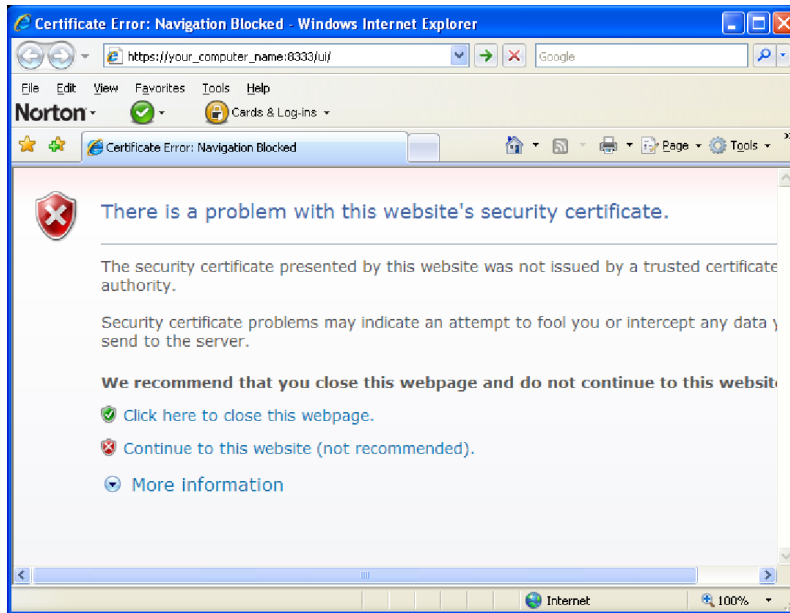 Certificate Error: Navigation Blocked - Windows Internet Explorer
https://your_computer_name:8333/ui/
Google
File Edit View Favorites Tools Help
Norton
Cards & Log-ins
Certificate Error: Navigation Blocked
Page Tools
»
There is a problem with this website's security certificate.
The security certificate presented by this website was not issued by a trusted certificate
authority.
Security certificate problems may indicate an attempt to fool you or intercept any data y
send to the server.
We recommend that you close this webpage and do not continue to this websit
Click here to close this webpage.
Continue to this website (not recommended).
More information
Internet 100%